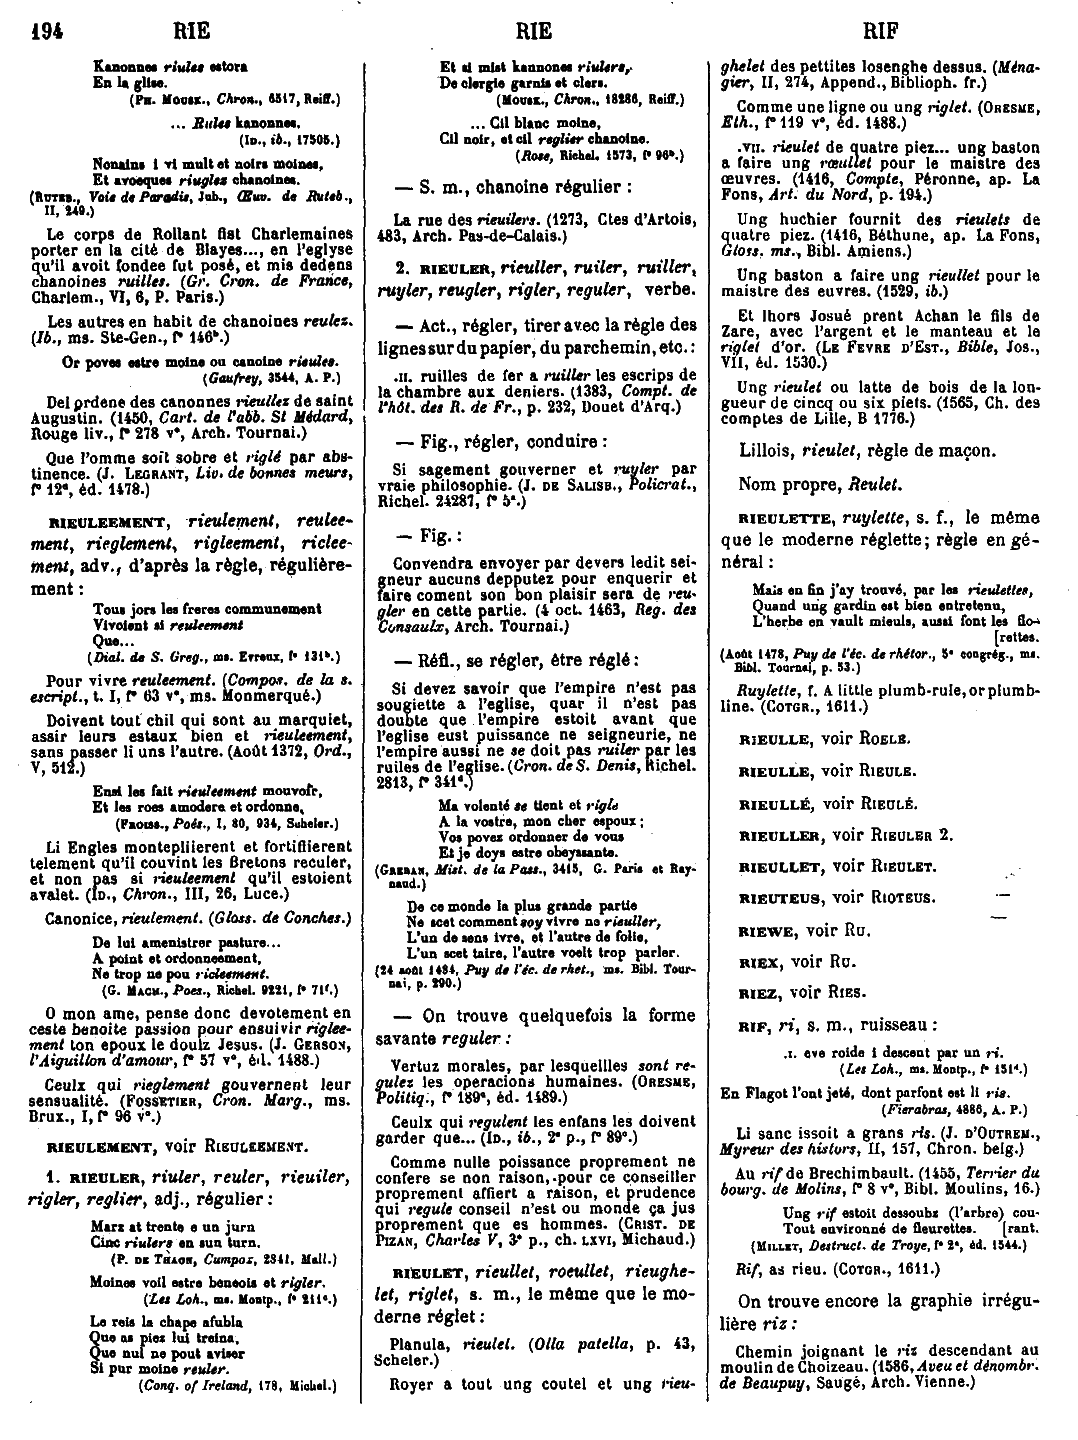 194 RIE RIE RIF
Kanonnes riules estora
En la glise.
(Ph. Mousk., Chron., 6517, Reiff.)
... Rules kanonnes.
(Id., ib., 17505.)
Nonains i vi mult et noirs moines,
Et avoeques riugles chanoines.
(Ruteb., Voie de Paradis, Jub., Œuv. de Ruteb.,
II, 249.)
Le corps de Rollant fist Charlemaines
porter en la cité de Blayes..., en l'eglyse
qu'il avoit fondee fut posé, et mis dedens
chanoines ruilles. (Gr. Cron. de France,
Charlem., VI, 6, P. Paris.)
Les autres en habit de chanoines reulez.
(Ib., ms. Ste-Gen., f° 146b.)
Or poves estre moine ou canoine rieules.
(Gaufrey, 3544, A. P.)
Del ordene des canonnes rieullez de saint
Augustin. (1450, Cart. de l'abb. St Médard,
Rouge liv., f° 278 v°, Arch. Tournai.)
Que l'omme soit sobre et riglé par abs-
tinence. (J. Legrant, Liv. de bonnes meurs,
f° 12a, éd. 1478.)
RIEULEEMENT, rieulement, reulee-
ment, rieglement, rigleement, riclee-
ment, adv., d'après la règle, régulière-
ment :
Tous jors les freres communement
Vivoient si reuleement
Que...
(Dial. de S. Greg., ms. Evreux, f° 131b.)
Pour vivre reuleement. (Compos. de la s.
escript., t. I, f° 63 v°, ms. Monmerqué.)
Doivent tout chil qui sont au marquiet,
assir leurs estaux bien et rieuleement,
sans passer li uns l'autre. (Août 1372, Ord.,
V, 512.)
Ensi les fait rieuleement mouvoir,
Et les roes amodere et ordonne,
(Froiss., Poés., I, 80, 934, Scheler.)
Li Engles monteplierent et fortifiierent
telement qu'il couvint les Bretons reculer,
et non pas si rieuleement qu'il estoient
avalet. (Id., Chron., III, 26, Luce.)
Canonice, rieulement. (Gloss. de Conches.)
De lui amenistrer pasture...
A point et ordonneement,
Ne trop ne pou ricleement.
(G. Mach., Poes., Richel. 9221, f° 71f.)
O mon ame, pense donc devotement en
ceste benoite passion pour ensuivir riglee-
ment ton epoux le doulz Jesus. (J. Gerson,
l'Aiguillon d'amour, f° 57 v°, éd. 1488.)
Ceulx qui rieglement gouvernent leur
sensualité. (Fossetier, Cron. Marg., ms.
Brux., I, f° 96 v°.)
RIEULEMENT, voir Rieuleement.
1. RIEULER, riuler, reuler, rieuiler,
rigler, reglier, adj., régulier :
Marz at trente e un jurn
Cinc riulers en sun turn.
(P. de Thaon, Cumpoz, 2841, Mall.)
Moines voil estre beneois et rigler.
(Les Loh., ms. Montp., f° 211c.)
Le reis la chape afubla
Que as piez lui treina,
Que nul ne pout aviser
Si pur moine reuler.
(Conq. of Ireland, 178, Michel.)
Et si mist kannones riulers,
De clergie garnis et clers.
(Mousk., Chron., 18286, Reiff.)
... Cil blanc moine,
Cil noir, et cil reglier chanoine.
(Rose, Richel. 1573, f° 96b.)
— S. m., chanoine régulier :
La rue des rieuilers. (1273, Ctes d'Artois,
483, Arch. Pas-de-Calais.)
2. RIEULER, rieuller, ruiler, ruiller,
ruyler, reugler, rigler, reguler, verbe.
— Act., régler, tirer avec la règle des
lignes sur du papier, du parchemin, etc. :
.II. ruilles de fer a ruiller les escrips de
la chambre aux deniers. (1383, Compt. de
l'hôt. des R. de Fr., p. 232, Douet d'Arq.)
— Fig., régler, conduire :
Si sagement gouverner et ruyler par
vraie philosophie. (J. de Salisb., Policrat.,
Richel. 24287, f° 5a.)
— Fig. :
Convendra envoyer par devers ledit sei-
gneur aucuns depputez pour enquerir et
faire coment son bon plaisir sera de reu-
gler en cette partie. (4 oct. 1463, Reg. des
Consaulx, Arch. Tournai.)
— Réfl., se régler, être réglé :
Si devez savoir que l'empire n'est pas
sougiette a l'eglise, quar il n'est pas
doubte que l'empire estoit avant que
l'eglise eust puissance ne seigneurie, ne
l'empire aussi ne se doit pas ruiler par les
ruiles de l'eglise. (Cron. de S. Denis, Richel.
2813, f° 341d.)
Ma volenté se tient et rigle
A la vostre, mon cher espoux ;
Vos povez ordonner de vous
Et je doys estre obeyssante.
(Greban, Mist. de la Pass., 3415, G. Paris et Ray-
naud.)
De ce monde la plus grande partie
Ne scet comment soy vivre ne rieuller,
L'un de sens ivre, et l'autre de folie,
L'un scet taire, l'autre voelt trop parler.
(24 août 1484, Puy de l'éc. de rhet., ms. Bibl. Tour-
nai, p. 290.)
— On trouve quelquefois la forme
savante reguler :
Vertuz morales, par lesqueilles sont re-
gulez les operacions humaines. (Oresme,
Politiq., f° 189a, éd. 1489.)
Ceulx qui regulent les enfans les doivent
garder que... (Id., ib., 2e p., f° 89c.)
Comme nulle poissance proprement ne
confere se non raison, pour ce conseiller
proprement affiert a raison, et prudence
qui regule conseil n'est ou monde ça jus
proprement que es hommes. (Crist. de
Pizan, Charles V, 3e p., ch. LXVI, Michaud.)
RIEULET, rieullet, roeullet, rieughe-
let, riglet, s. m., le même que le mo-
derne réglet :
Planula, rieulet. (Olla patella, p. 43,
Scheler.)
Royer a tout ung coutel et ung rieu-
ghelet des pettites losenghe dessus. (Ména-
gier, II, 274, Append., Biblioph. fr.)
Comme une ligne ou ung riglet. (Oresme,
Eth., f° 119 v°, éd. 1488.)
.VII. rieulet de quatre piez... ung baston
a faire ung rœullet pour le maistre des
œuvres. (1416, Compte, Péronne, ap. La
Fons, Art. du Nord, p. 194.)
Ung huchier fournit des rieulets de
quatre piez. (1416, Béthune, ap. La Fons,
Gloss. ms., Bibl. Amiens.)
Ung baston a faire ung rieullet pour le
maistre des euvres. (1529, ib.)
Et lhors Josué prent Achan le fils de
Zare, avec l'argent et le manteau et le
riglet d'or. (Le Fevre d'Est., Bible, Jos.,
VII, éd. 1530.)
Ung rieulet ou latte de bois de la lon-
gueur de cincq ou six piets. (1565, Ch. des
comptes de Lille, B 1776.)
Lillois, rieulet, règle de maçon.
Nom propre, Reulet.
RIEULETTE, ruylette, s. f., le même
que le moderne réglette ; règle en gé-
néral :
Mais en fin j'ay trouvé, par les rieulettes,
Quand ung gardin est bien entretenu,
L'herbe en vault mieuls, aussi font les flo-
[rettes.
(Août 1478, Puy de l'éc. de rhétor., 5e congrég., ms.
Bibl. Tournai, p. 53.)
Ruylette, f. A little plumb-rule, or plumb-
line. (Cotgr., 1611.)
RIEULLE, voir Roele.
RIEULLE, voir Rieule.
RIEULLÉ, voir Rieulé.
RIEULLER, voir Rieuler 2.
RIEULLET, voir Rieulet.
RIEUTEUS, voir Rioteus.
RIEWE, voir Ru.
RIEX, voir Ru.
RIEZ, voir Ries.
RIF, ri, s. m., ruisseau :
.I. eve roide i descent par un ri.
(Les Loh., ms. Montp., f° 151d.)
En Flagot l'ont jeté, dont parfont est li ris.
(Fierabras, 4886, A. P.)
Li sanc issoit a grans ris. (J. d'Outrem.,
Myreur des histors, II, 157, Chron. belg.)
Au rif de Brechimbault. (1455, Terrier du
bourg. de Molins, f° 8 v°, Bibl. Moulins, 16.)
Ung rif estoit dessoubz (l'arbre) cou-
Tout environné de fleurettes. [rant.
(Millet, Destruct. de Troye, f° 2a, éd. 1544.)
Rif, as rieu. (Cotgr., 1611.)
On trouve encore la graphie irrégu-
lière riz :
Chemin joignant le riz descendant au
moulin de Choizeau. (1586, Aveu et dénombr.
de Beaupuy, Saugé, Arch. Vienne.)